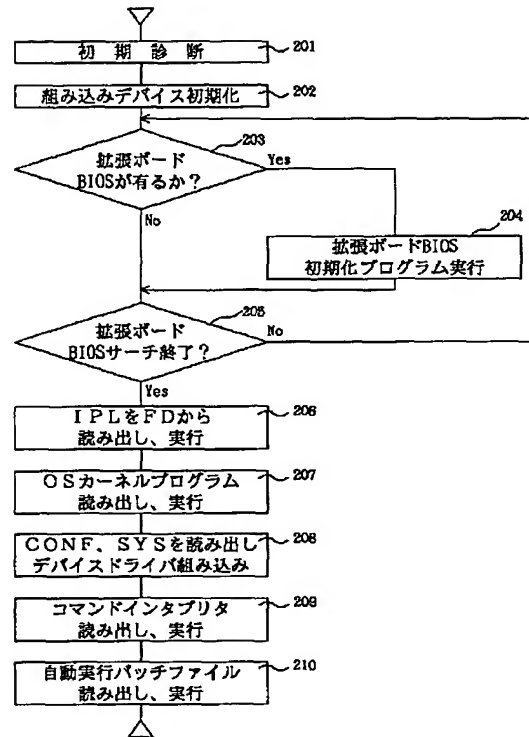 初期診断
201
組み込みデバイス初期化
202
203
拡張ボード
BIOSが有るか？
Yes
No
204
拡張ボードBIOS
初期化プログラム実行
205
拡張ボード
BIOSサーチ終了？
No
Yes
IPLをFDから
読み出し、実行
206
OSカーネルプログラム
読み出し、実行
207
CONF、SYSを読み出し
デバイスドライバ組み込み
208
コマンドインタプリタ
読み出し、実行
209
自動実行バッチファイル
読み出し、実行
210